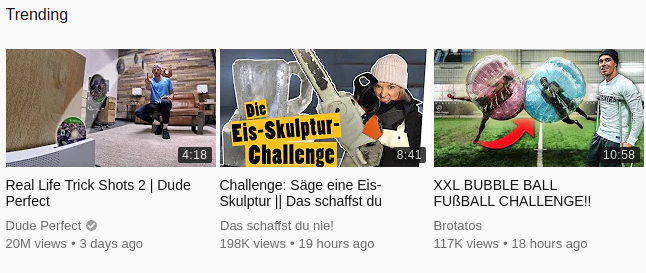 Trending
Die
Eis-Skulptur-
Challenge
4:18
8:41
10:58
Real Life Trick Shots 2 | Dude
Perfect
Dude Perfect
20M views • 3 days ago
Challenge: Säge eine Eis-
Skulptur || Das schaffst du
Das schaffst du nie!
198K views • 19 hours ago
XXL BUBBLE BALL
FUßBALL CHALLENGE!!
Brotatos
117K views • 18 hours ago